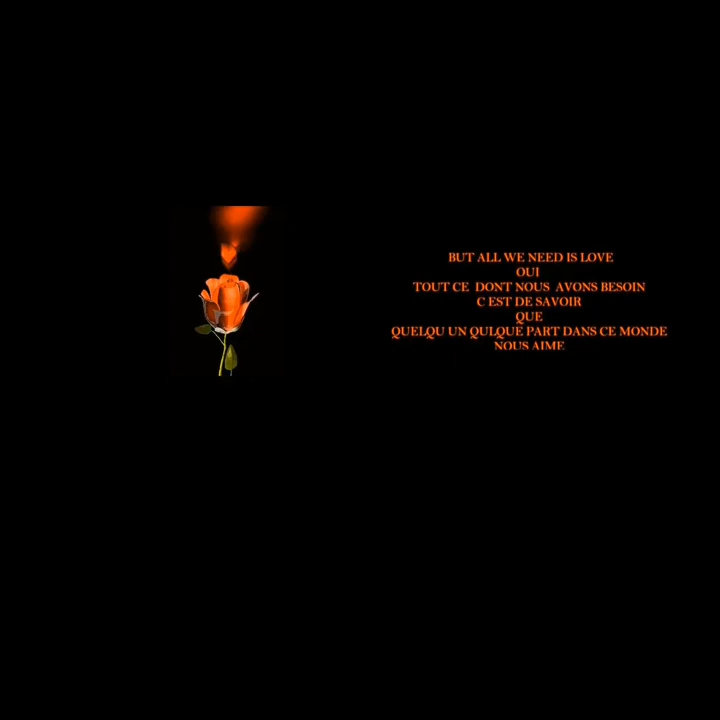 BUT ALL WE NEED IS LOVE
OUI
TOUT CE DONT NOUS AVONS BESOIN
C EST DE SAVOIR
QUE
QUELQU UN QULQUE PART DANS CE MONDE
NOUS AIME